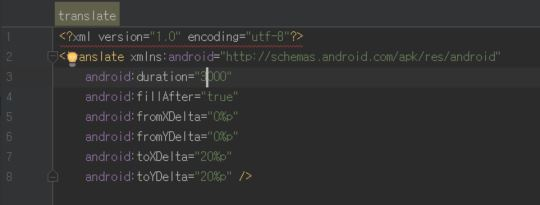 translate
1 <?xml version="1.0" encoding="utf-8"?>
2 <translate xmlns:android="http://schemas.android.com/apk/res/android"
3 android:duration="3000"
4 android:fillAfter="true"
5 android:fromXDelta="0%p"
6 android:fromYDelta="0%p"
7 android:toXDelta="20%p"
8 android:toYDelta="20%p" />